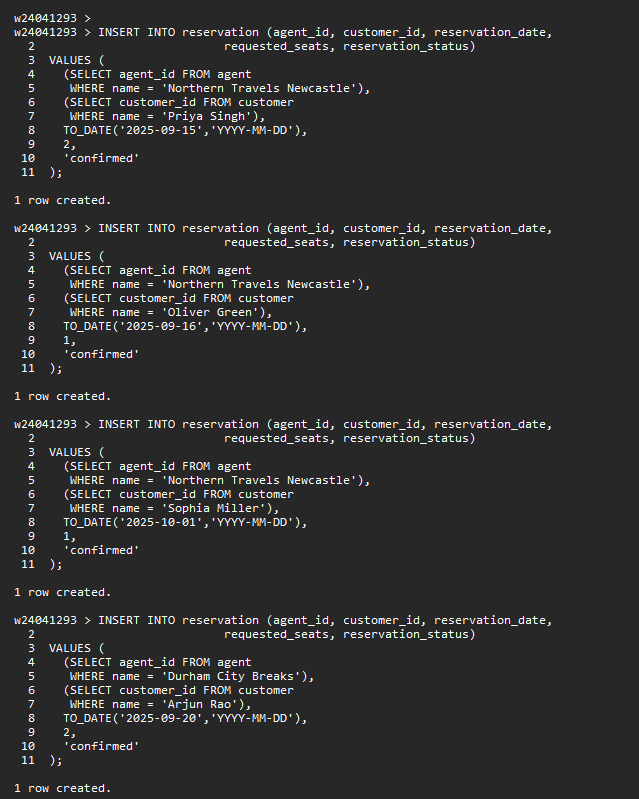 w24041293 >
w24041293 > INSERT INTO reservation (agent_id, customer_id, reservation_date,
  2                            requested_seats, reservation_status)
  3  VALUES (
  4    (SELECT agent_id FROM agent
  5     WHERE name = 'Northern Travels Newcastle'),
  6    (SELECT customer_id FROM customer
  7     WHERE name = 'Priya Singh'),
  8    TO_DATE('2025-09-15','YYYY-MM-DD'),
  9    2,
 10    'confirmed'
 11  );

1 row created.

w24041293 > INSERT INTO reservation (agent_id, customer_id, reservation_date,
  2                            requested_seats, reservation_status)
  3  VALUES (
  4    (SELECT agent_id FROM agent
  5     WHERE name = 'Northern Travels Newcastle'),
  6    (SELECT customer_id FROM customer
  7     WHERE name = 'Oliver Green'),
  8    TO_DATE('2025-09-16','YYYY-MM-DD'),
  9    1,
 10    'confirmed'
 11  );

1 row created.

w24041293 > INSERT INTO reservation (agent_id, customer_id, reservation_date,
  2                            requested_seats, reservation_status)
  3  VALUES (
  4    (SELECT agent_id FROM agent
  5     WHERE name = 'Northern Travels Newcastle'),
  6    (SELECT customer_id FROM customer
  7     WHERE name = 'Sophia Miller'),
  8    TO_DATE('2025-10-01','YYYY-MM-DD'),
  9    1,
 10    'confirmed'
 11  );

1 row created.

w24041293 > INSERT INTO reservation (agent_id, customer_id, reservation_date,
  2                            requested_seats, reservation_status)
  3  VALUES (
  4    (SELECT agent_id FROM agent
  5     WHERE name = 'Durham City Breaks'),
  6    (SELECT customer_id FROM customer
  7     WHERE name = 'Arjun Rao'),
  8    TO_DATE('2025-09-20','YYYY-MM-DD'),
  9    2,
 10    'confirmed'
 11  );

1 row created.